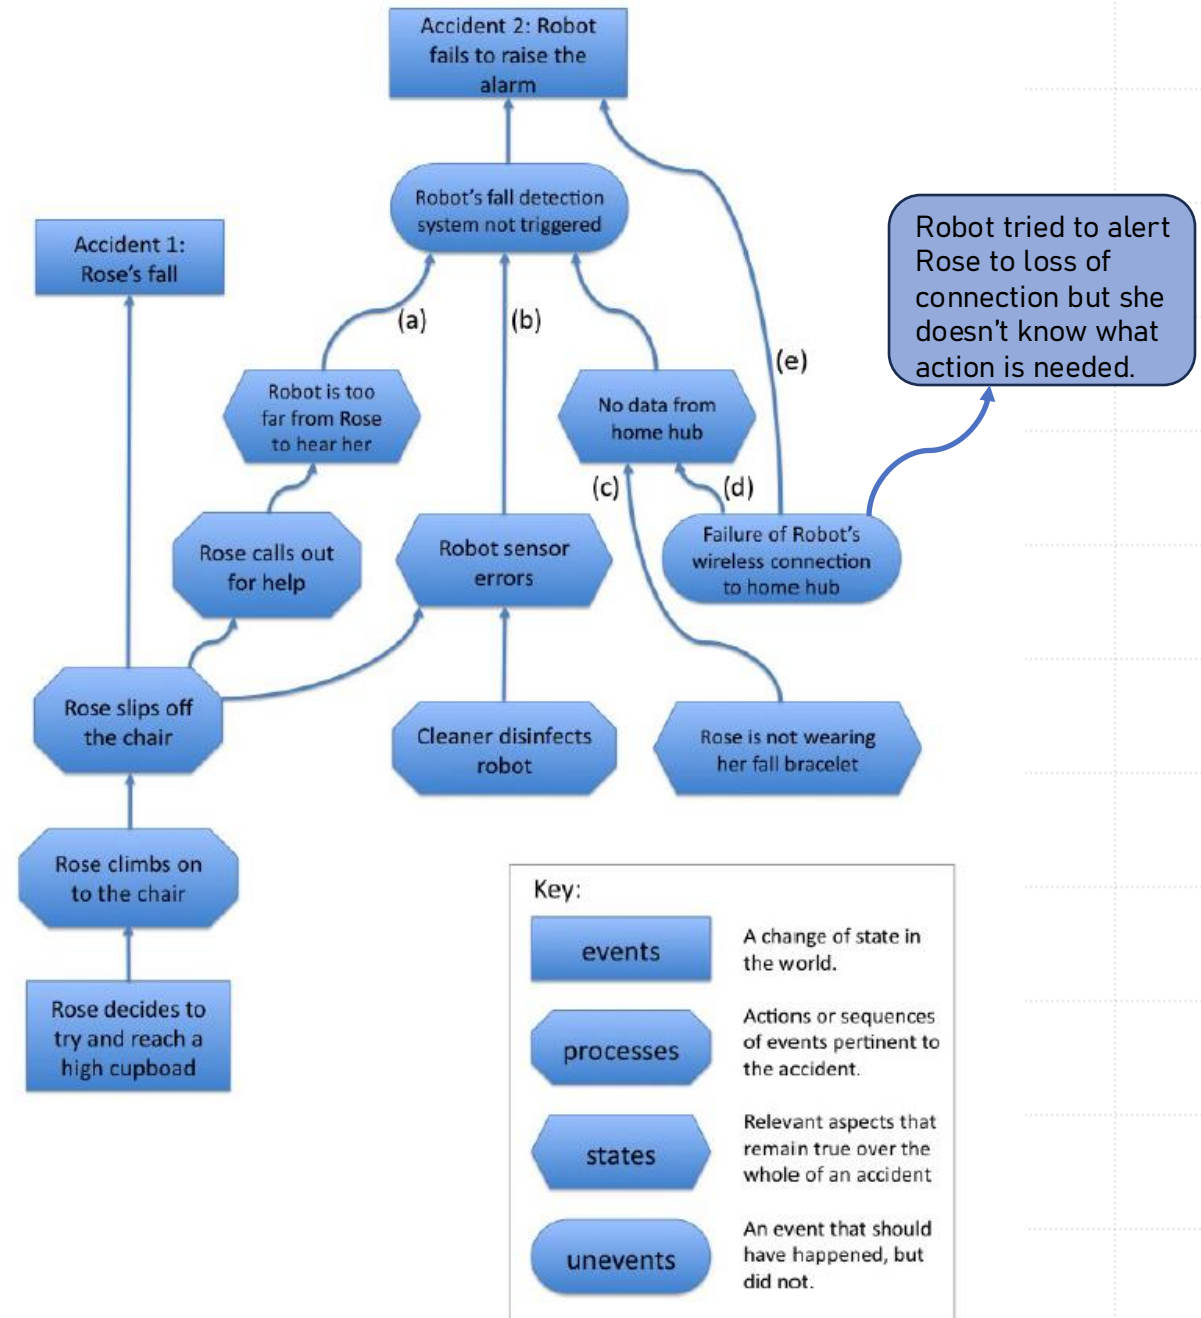 Accident 2: Robot
fails to raise the
alarm
Robot's fall detection
system not triggered
Robot tried to alert
Rose to loss of
connection but she
doesn't know what
action is needed.
Accident 1:
Rose's fall
(a)
(b)
(e)
Robot is too
far from Rose
to hear her
No data from
home hub
(c)
(d)
Rose calls out
for help
Robot sensor
errors
Failure of Robot's
wireless connection
to home hub
Rose slips off
the chair
Cleaner disinfects
robot
Rose is not wearing
her fall bracelet
Rose climbs on
to the chair
Rose decides to
try and reach a
high cupboad
Key:
events
A change of state in
the world.
processes
Actions or sequences
of events pertinent to
the accident.
states
Relevant aspects that
remain true over the
whole of an accident
unevents
An event that should
have happened, but
did not.